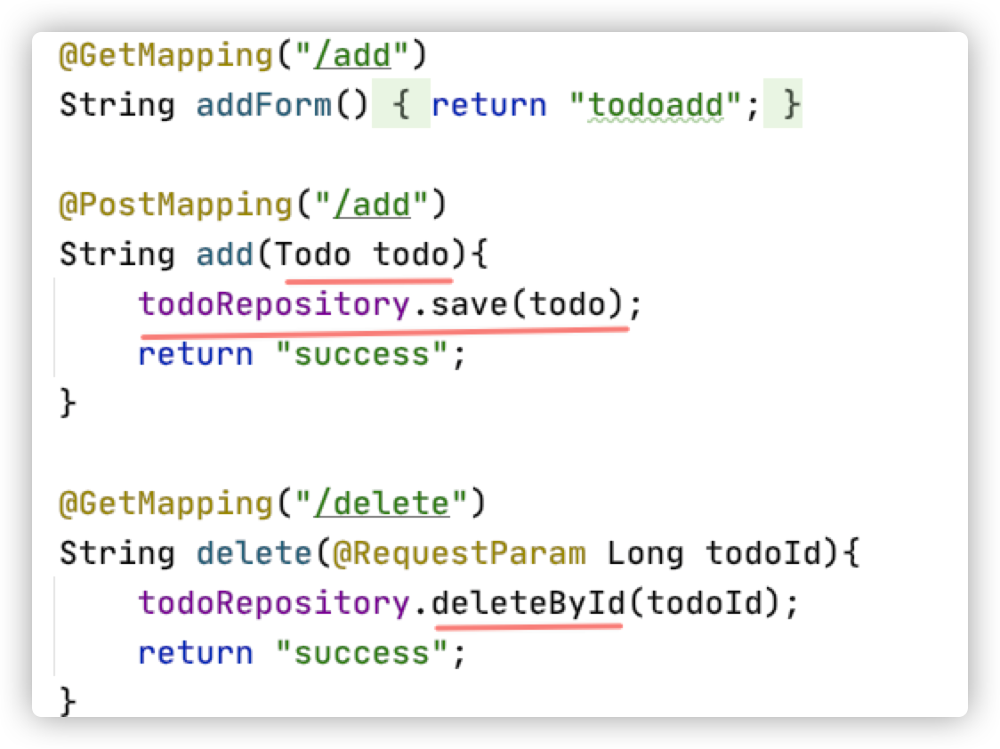 @GetMapping("/add")
String addForm() { return "todoadd"; }
@PostMapping("/add")
String add(Todo todo){
todoRepository.save(todo);
return "success";
}
@GetMapping("/delete")
String delete(@RequestParam Long todoId){
todoRepository.deleteById(todoId);
return "success";
}